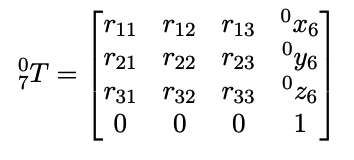 ⁰₇T = [ r₁₁ r₁₂ r₁₃ ⁰x₆
r₂₁ r₂₂ r₂₃ ⁰y₆
r₃₁ r₃₂ r₃₃ ⁰z₆
0 0 0 1 ]